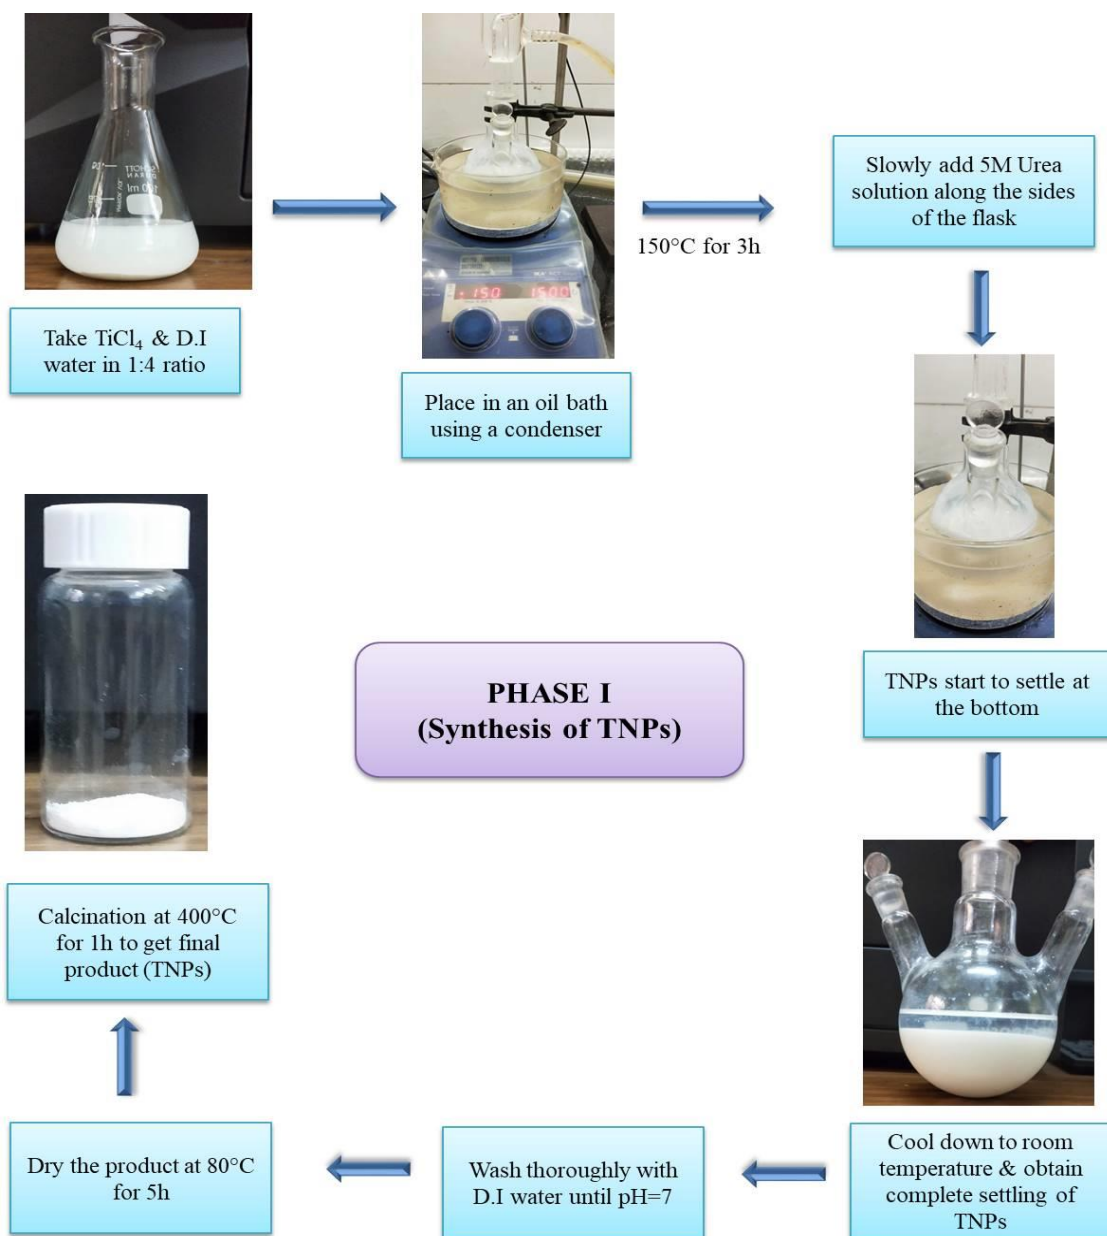 Take TiCl₄ & D.I
water in 1:4 ratio
150
1500
Place in an oil bath
using a condenser
150°C for 3h
Slowly add 5M Urea
solution along the sides
of the flask
TNPs start to settle at
the bottom
PHASE I
(Synthesis of TNPs)
Cool down to room
temperature & obtain
complete settling of
TNPs
Wash thoroughly with
D.I water until pH=7
Dry the product at 80°C
for 5h
Calcination at 400°C
for 1h to get final
product (TNPs)